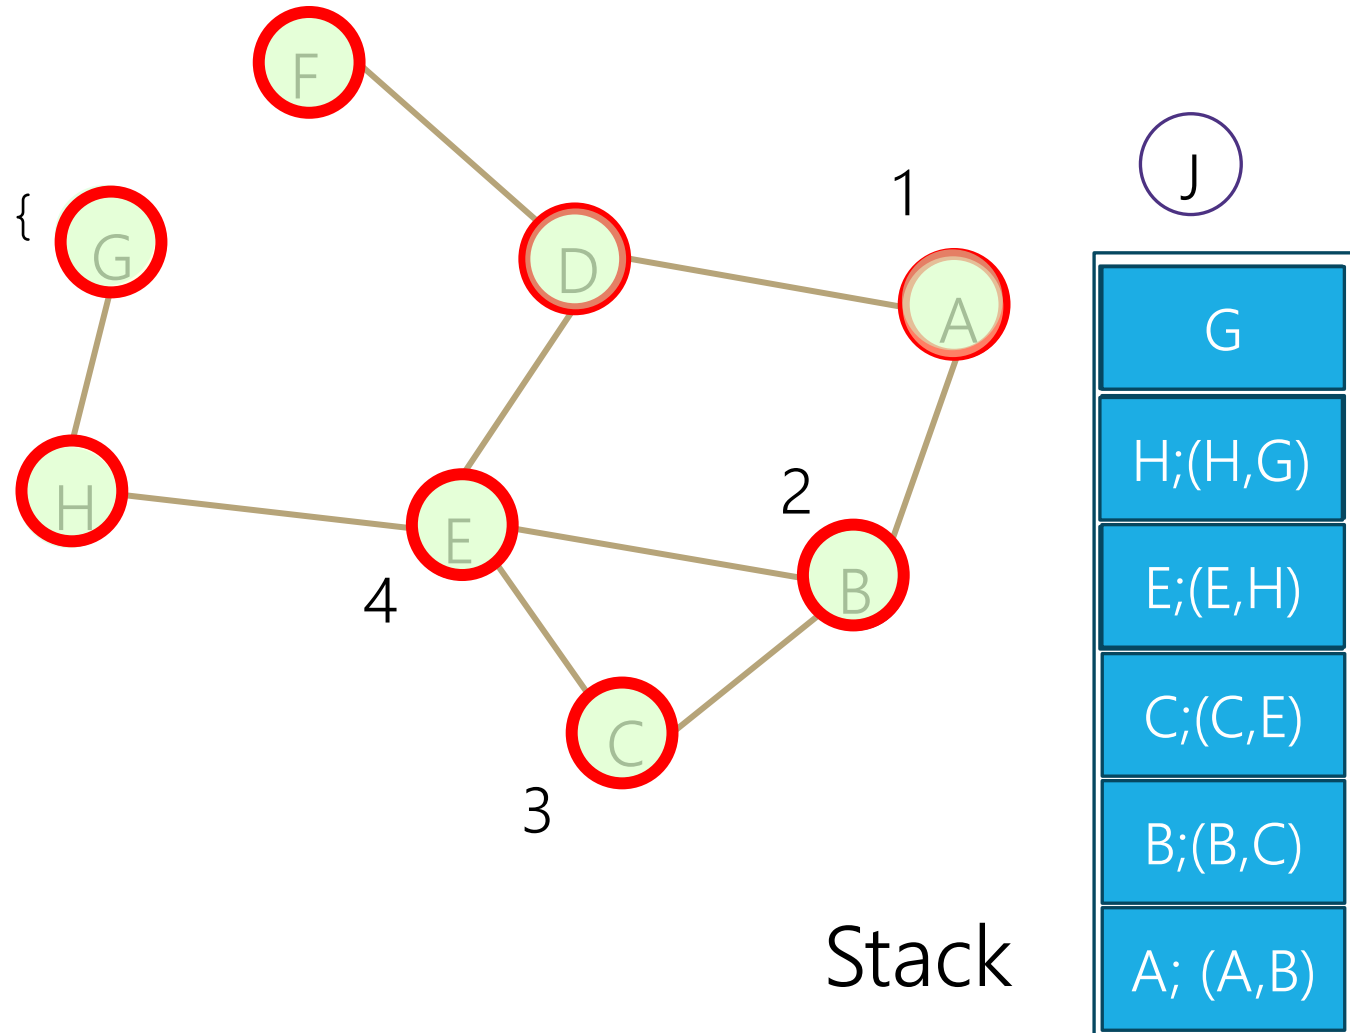 F
J
1
{
G
D
A
G
2
H;(H,G)
H
E
B
4
E;(E,H)
C
C;(C,E)
3
B;(B,C)
Stack
A; (A,B)